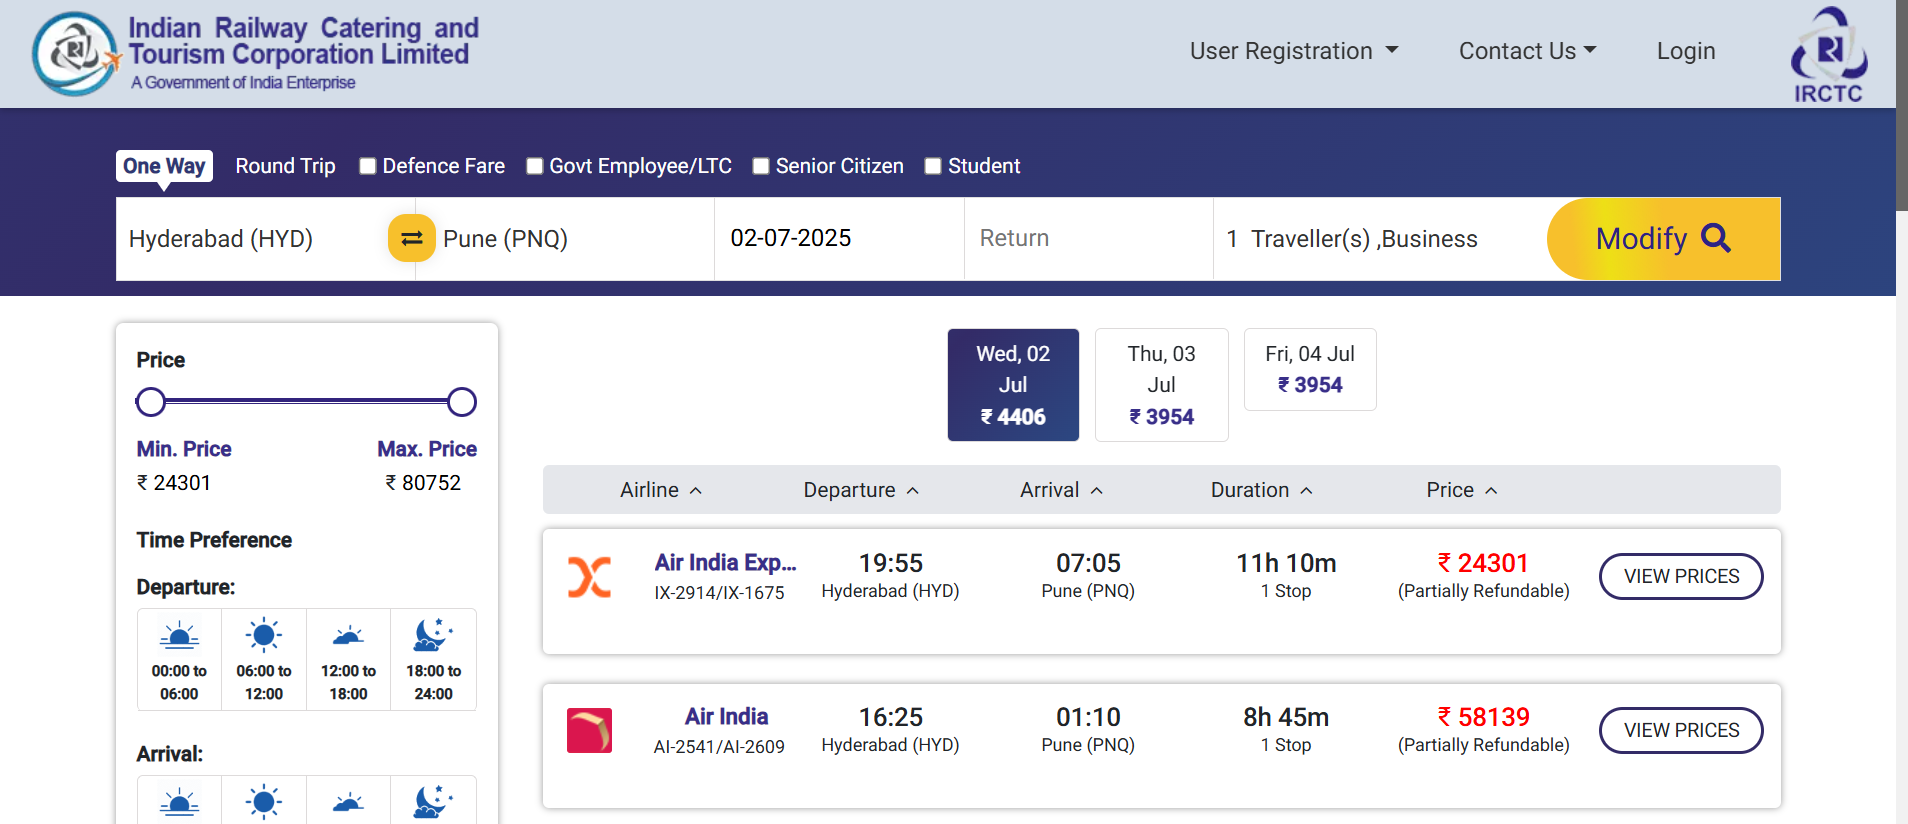 Indian Railway Catering and
Tourism Corporation Limited
A Government of India Enterprise
User Registration
Contact Us
Login
IRCTC
One Way
Round Trip
Defence Fare
Govt Employee/LTC
Senior Citizen
Student
Hyderabad (HYD)
Pune (PNQ)
02-07-2025
Return
1 Traveller(s) ,Business
Modify
Price
Min. Price
Max. Price
₹ 24301
₹ 80752
Time Preference
Departure:
00:00 to
06:00
06:00 to
12:00
12:00 to
18:00
18:00 to
24:00
Arrival:
Wed, 02
Jul
₹ 4406
Thu, 03
Jul
₹ 3954
Fri, 04 Jul
₹ 3954
Airline
Departure
Arrival
Duration
Price
Air India Exp...
IX-2914/IX-1675
19:55
Hyderabad (HYD)
07:05
Pune (PNQ)
11h 10m
1 Stop
₹ 24301
(Partially Refundable)
VIEW PRICES
Air India
AI-2541/AI-2609
16:25
Hyderabad (HYD)
01:10
Pune (PNQ)
8h 45m
1 Stop
₹ 58139
(Partially Refundable)
VIEW PRICES